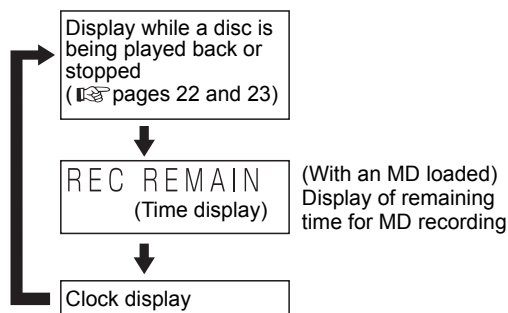 Display while a disc is
being played back or
stopped
(☞ pages 22 and 23)
REC REMAIN
(Time display)
(With an MD loaded)
Display of remaining
time for MD recording
Clock display